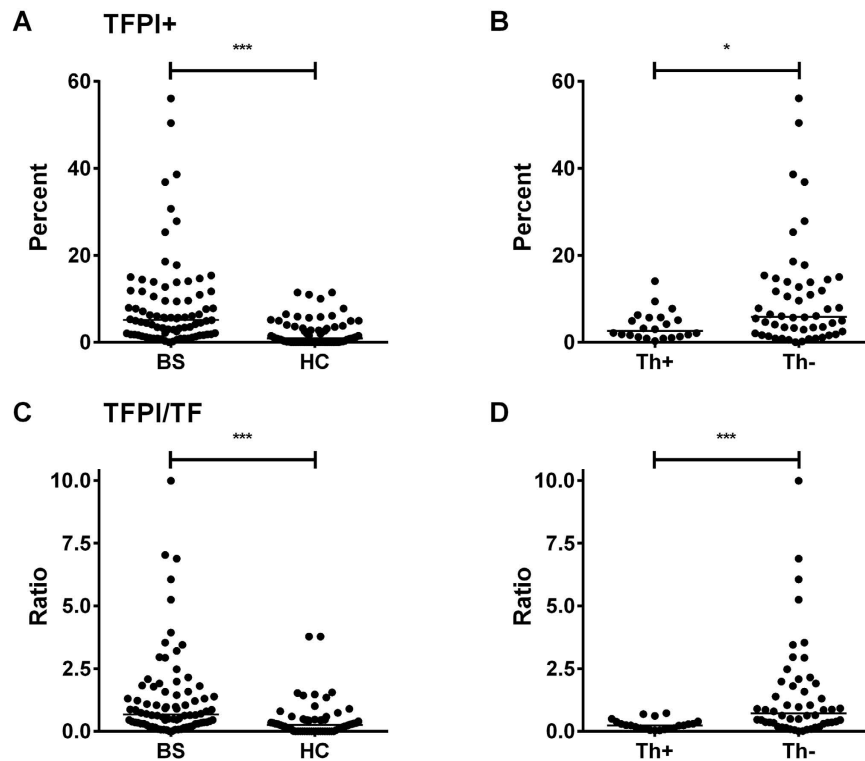 A TFPI+
***
60
40
20
0
Percent
BS HC
B
*
60
40
20
0
Percent
Th+ Th-
C TFPI/TF
***
10.0
7.5
5.0
2.5
0.0
Ratio
BS HC
D
***
10.0
7.5
5.0
2.5
0.0
Ratio
Th+ Th-